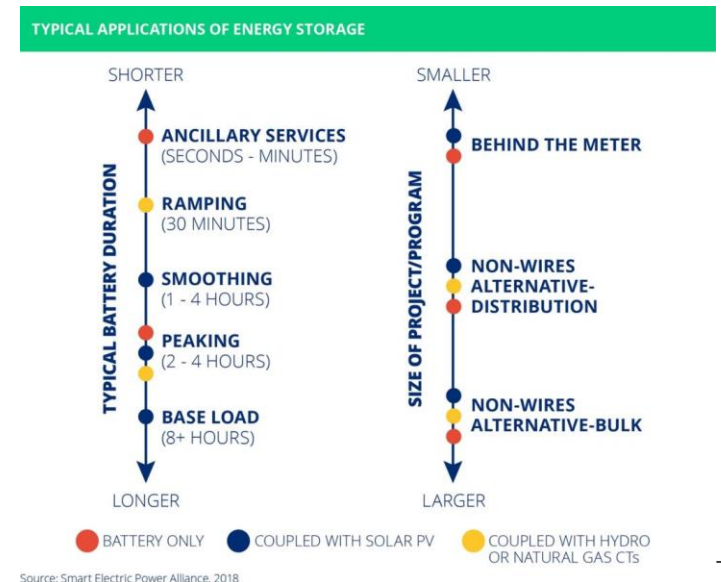 TYPICAL APPLICATIONS OF ENERGY STORAGE
SHORTER
TYPICAL BATTERY DURATION
ANCILLARY SERVICES
(SECONDS - MINUTES)
RAMPING
(30 MINUTES)
SMOOTHING
(1 - 4 HOURS)
PEAKING
(2 - 4 HOURS)
BASE LOAD
(8+ HOURS)
LONGER
SMALLER
SIZE OF PROJECT/PROGRAM
BEHIND THE METER
NON-WIRES
ALTERNATIVE-
DISTRIBUTION
NON-WIRES
ALTERNATIVE-BULK
LARGER
BATTERY ONLY
COUPLED WITH SOLAR PV
COUPLED WITH HYDRO
OR NATURAL GAS CTs
Source: Smart Electric Power Alliance, 2018